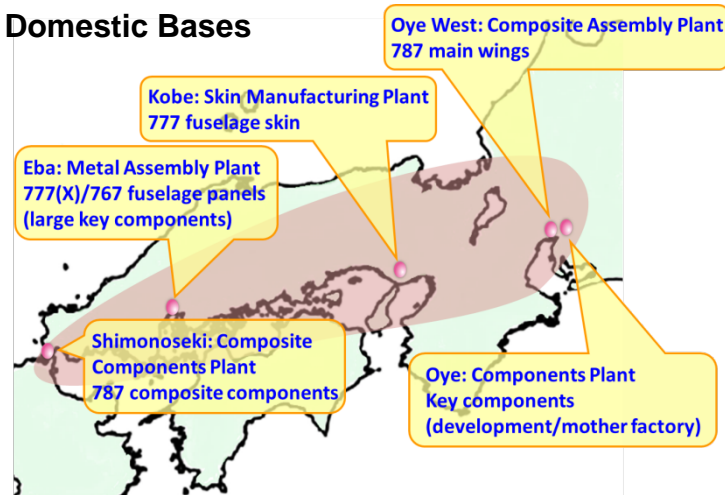 Domestic Bases
Oye West: Composite Assembly Plant
787 main wings
Kobe: Skin Manufacturing Plant
777 fuselage skin
Eba: Metal Assembly Plant
777(X)/767 fuselage panels
(large key components)
Shimonoseki: Composite
Components Plant
787 composite components
Oye: Components Plant
Key components
(development/mother factory)